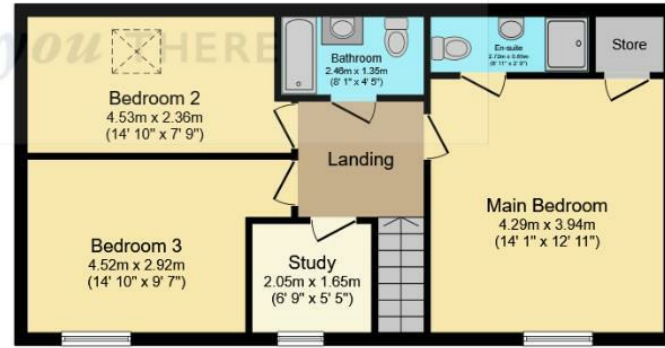 you THERE
Bedroom 2
4.53m x 2.36m
(14' 10" x 7' 9")
Bathroom
2.46m x 1.35m
(8' 1" x 4' 5")
En-suite
Store
Landing
Main Bedroom
4.29m x 3.94m
(14' 1" x 12' 11")
Bedroom 3
4.52m x 2.92m
(14' 10" x 9' 7")
Study
2.05m x 1.65m
(6' 9" x 5' 5")